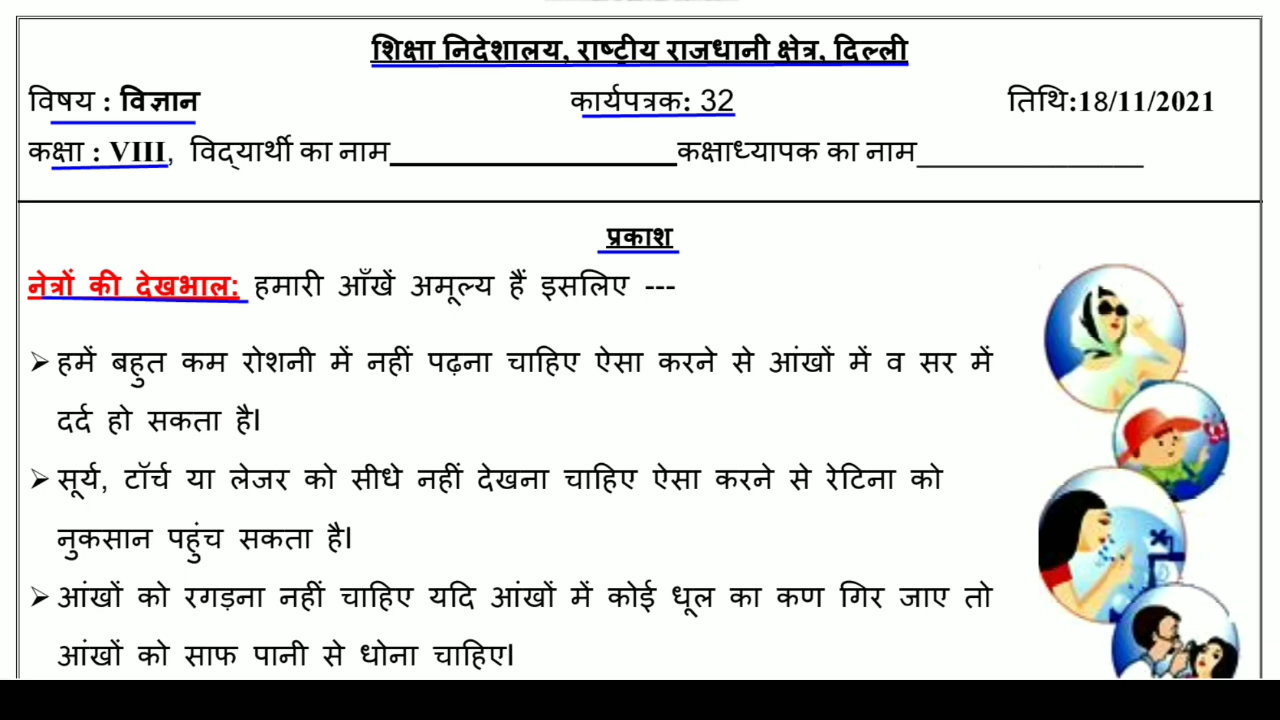 शिक्षा निदेशालय, राष्ट्रीय राजधानी क्षेत्र, दिल्ली
विषय : विज्ञान कार्यपत्रक: 32 तिथि:18/11/2021
कक्षा : VIII, विद्यार्थी का नाम____________________कक्षाध्यापक का नाम________________
प्रकाश
नेत्रों की देखभाल: हमारी आँखें अमूल्य हैं इसलिए ---
➢ हमें बहुत कम रोशनी में नहीं पढ़ना चाहिए ऐसा करने से आंखों में व सर में
दर्द हो सकता है।
➢ सूर्य, टॉर्च या लेजर को सीधे नहीं देखना चाहिए ऐसा करने से रेटिना को
नुकसान पहुंच सकता है।
➢ आंखों को रगड़ना नहीं चाहिए यदि आंखों में कोई धूल का कण गिर जाए तो
आंखों को साफ पानी से धोना चाहिए।